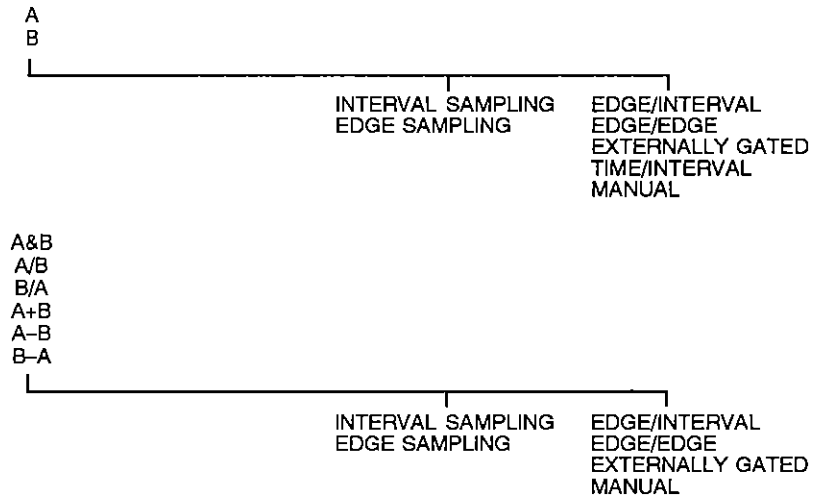 A
B
INTERVAL SAMPLING EDGE/INTERVAL
EDGE SAMPLING EDGE/EDGE
EXTERNALLY GATED
TIME/INTERVAL
MANUAL
A&B
A/B
B/A
A+B
A–B
B–A
INTERVAL SAMPLING EDGE/INTERVAL
EDGE SAMPLING EDGE/EDGE
EXTERNALLY GATED
MANUAL